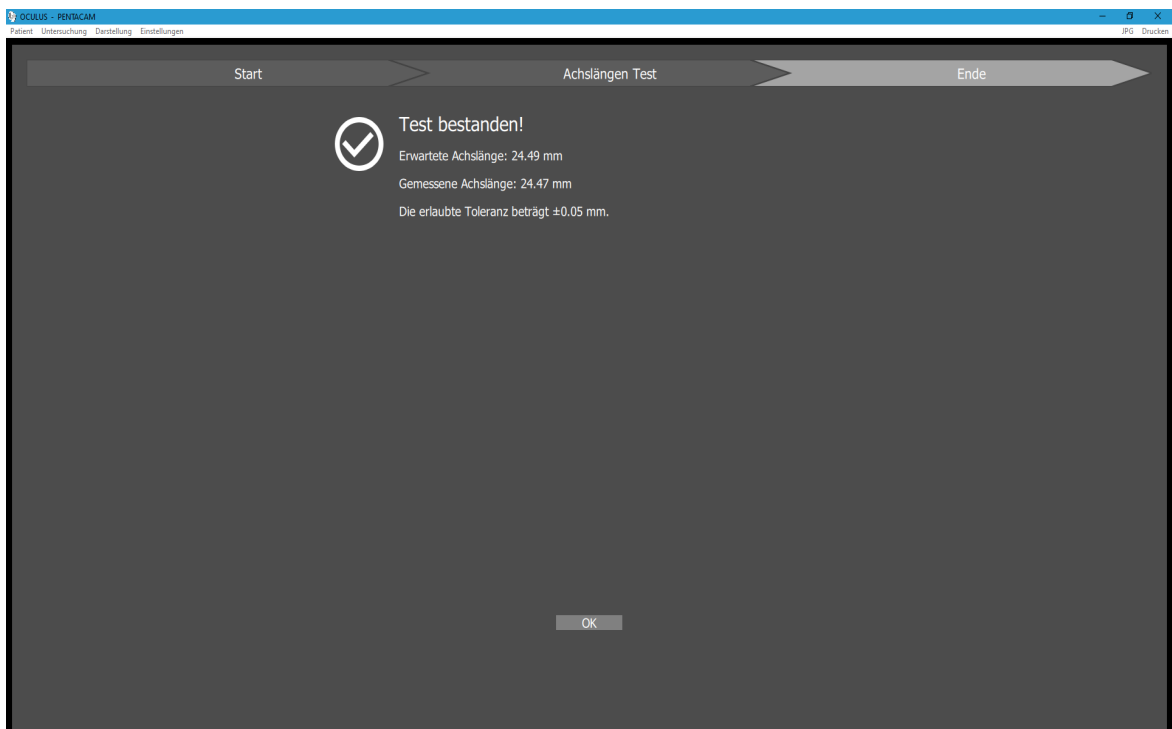 OCULUS - PENTACAM
Patient Untersuchung Darstellung Einstellungen JPG Drucken
Start Achslängen Test Ende
Test bestanden!
Erwartete Achslänge: 24.49 mm
Gemessene Achslänge: 24.47 mm
Die erlaubte Toleranz beträgt ±0.05 mm.
OK